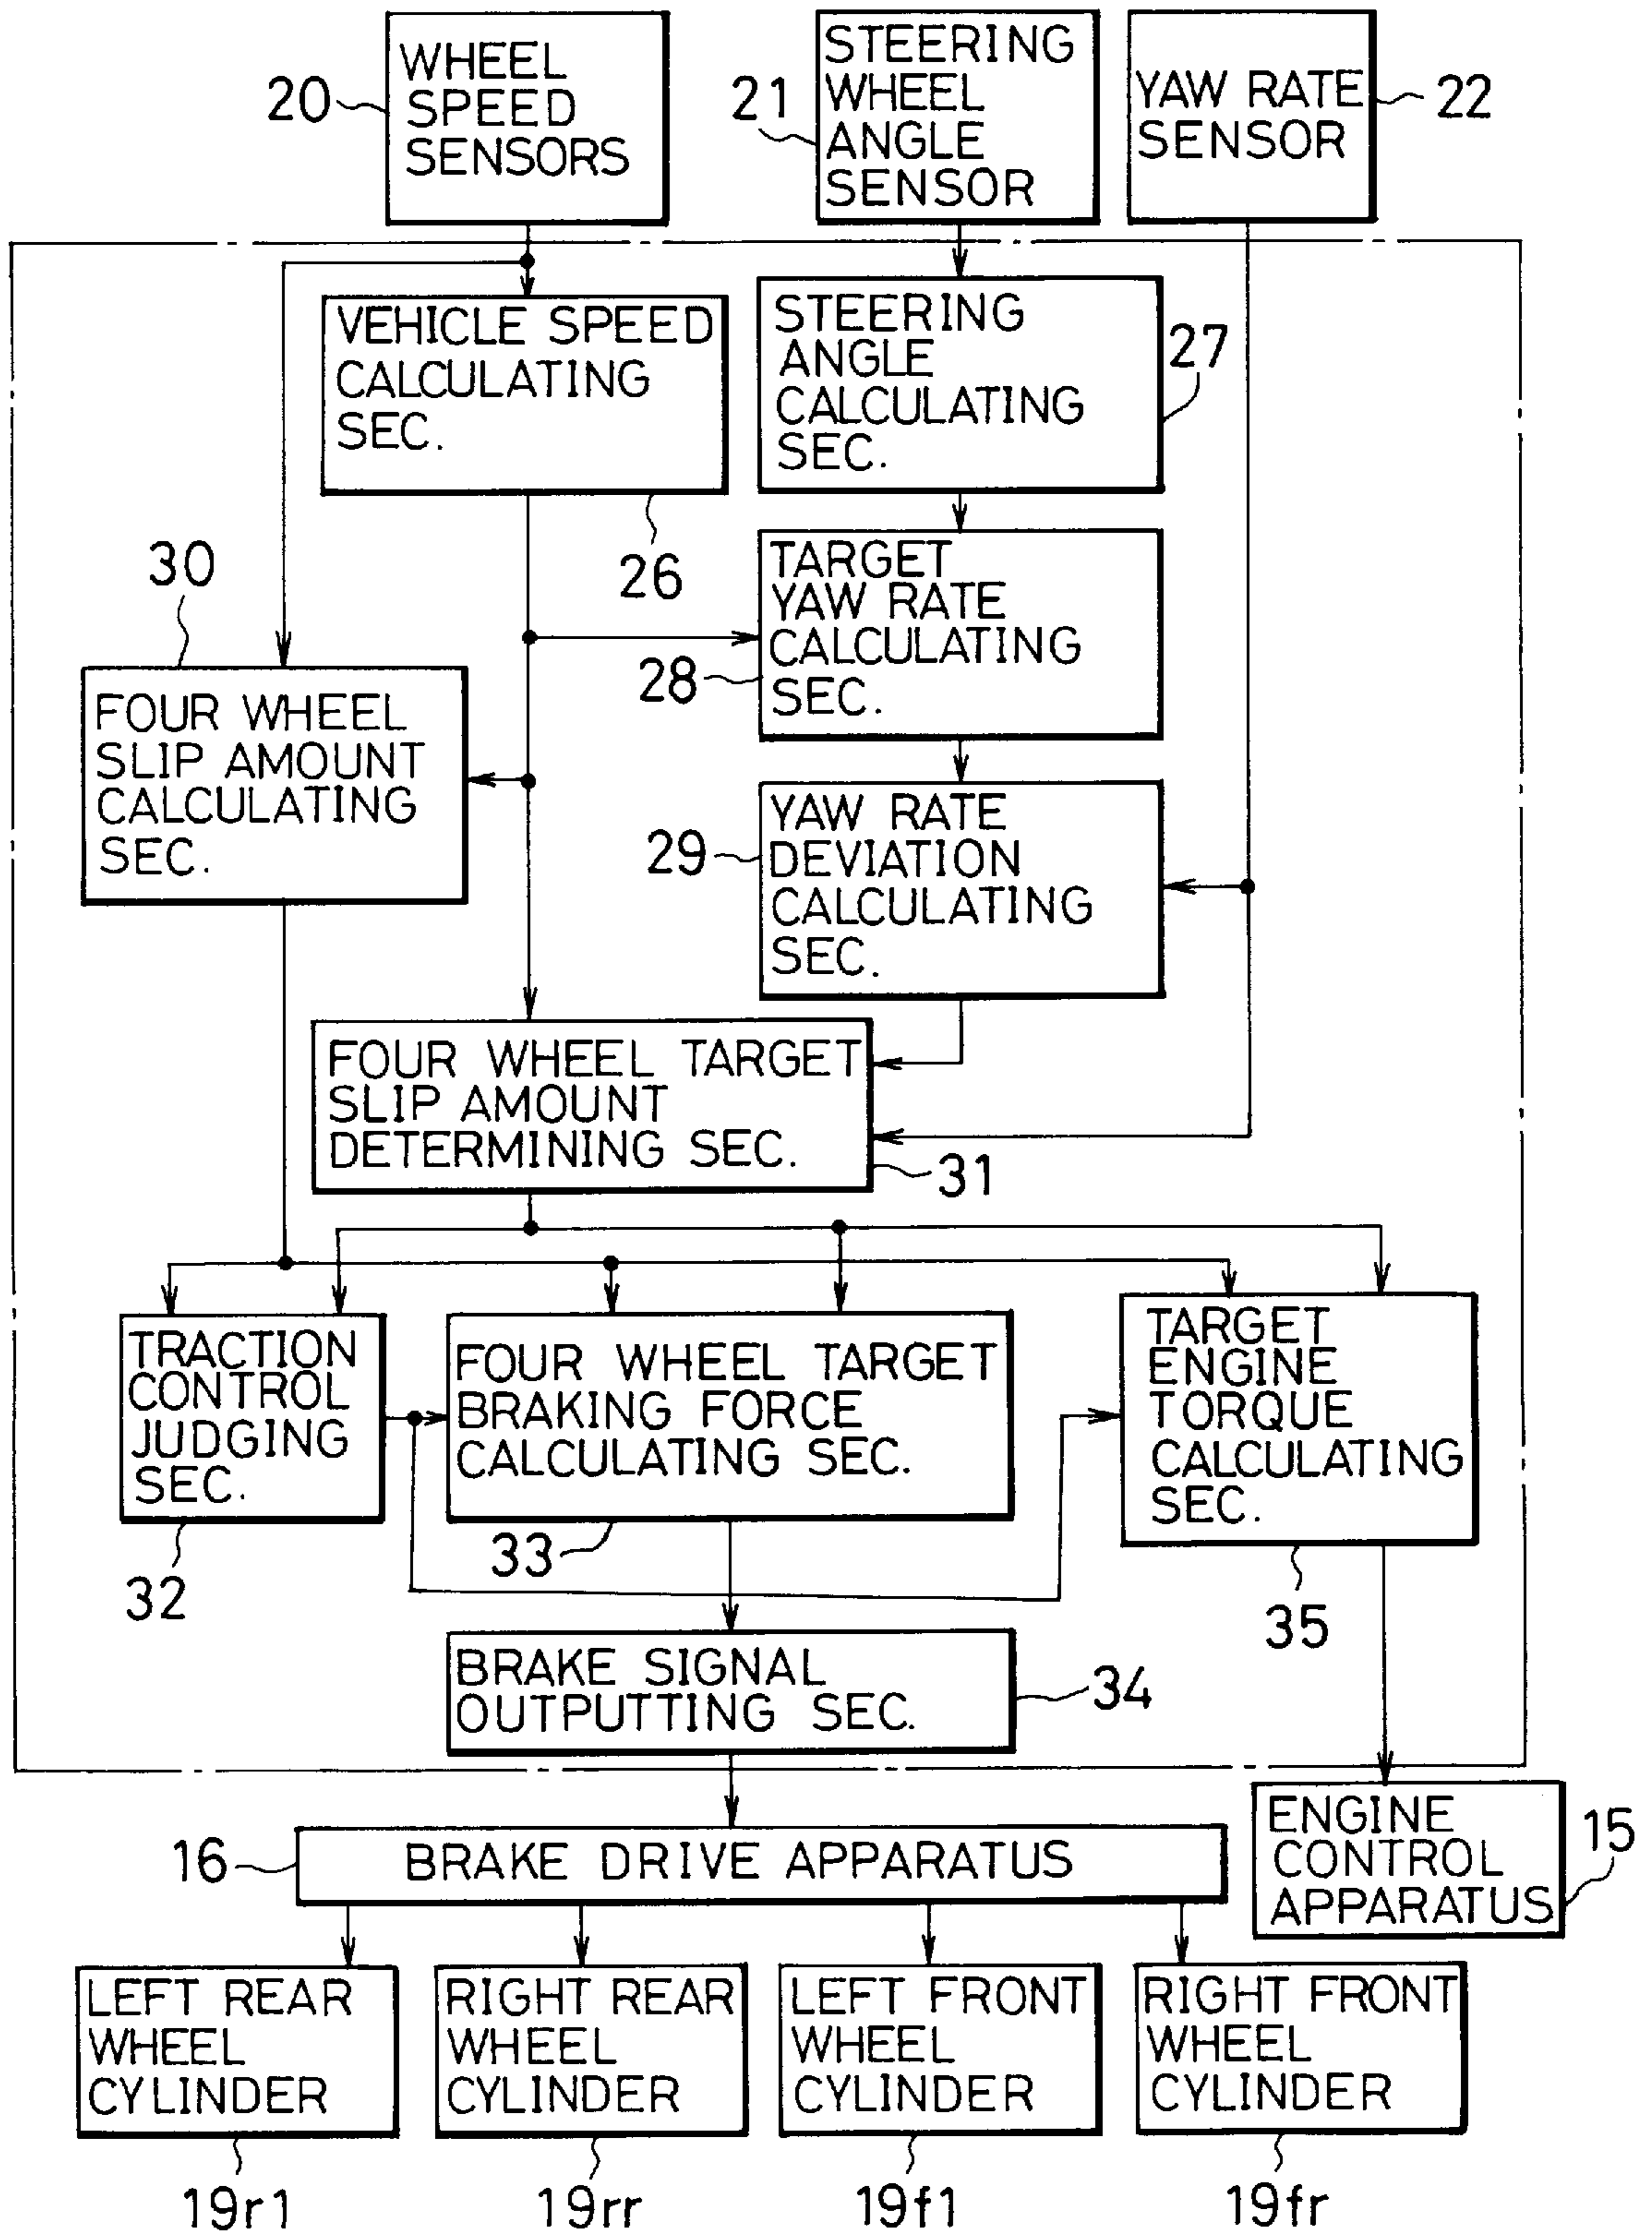 WHEEL
SPEED
SENSORS
20
STEERING
WHEEL
ANGLE
SENSOR
21
YAW RATE
SENSOR
22
VEHICLE SPEED
CALCULATING
SEC.
26
STEERING
ANGLE
CALCULATING
SEC.
27
TARGET
YAW RATE
CALCULATING
SEC.
28
30
FOUR WHEEL
SLIP AMOUNT
CALCULATING
SEC.
YAW RATE
DEVIATION
CALCULATING
SEC.
29
FOUR WHEEL TARGET
SLIP AMOUNT
DETERMINING SEC.
31
TRACTION
CONTROL
JUDGING
SEC.
32
FOUR WHEEL TARGET
BRAKING FORCE
CALCULATING SEC.
33
TARGET
ENGINE
TORQUE
CALCULATING
SEC.
35
BRAKE SIGNAL
OUTPUTTING SEC.
34
16
BRAKE DRIVE APPARATUS
ENGINE
CONTROL
APPARATUS
15
LEFT REAR
WHEEL
CYLINDER
19r1
RIGHT REAR
WHEEL
CYLINDER
19rr
LEFT FRONT
WHEEL
CYLINDER
19f1
RIGHT FRONT
WHEEL
CYLINDER
19fr